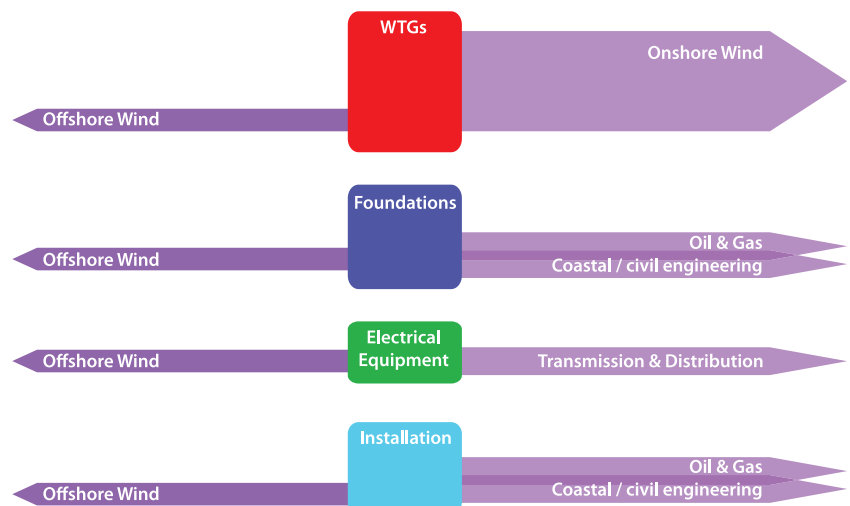 WTGs
Onshore Wind
Offshore Wind
Foundations
Oil & Gas
Offshore Wind
Coastal / civil engineering
Electrical
Equipment
Offshore Wind
Transmission & Distribution
Installation
Oil & Gas
Offshore Wind
Coastal / civil engineering